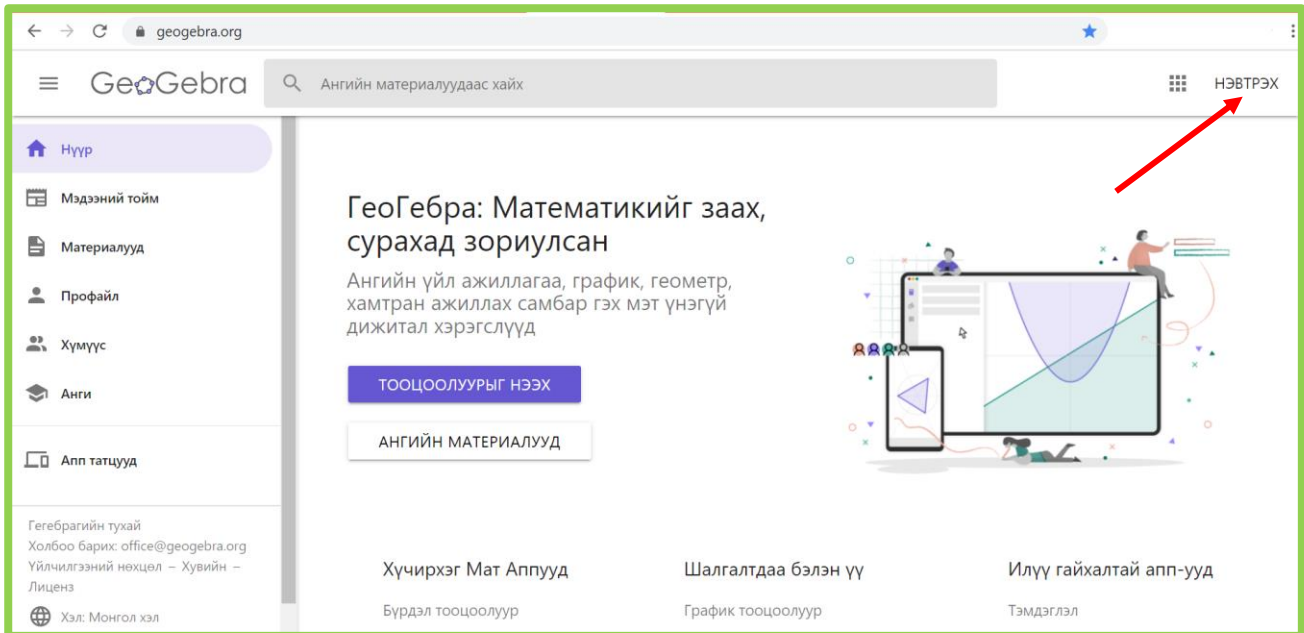 geogebra.org
GeoGebra
Ангийн материалуудаас хайх
НЭВТРЭХ
Нүүр
Мэдээний тойм
Материалууд
Профайл
Хүмүүс
Анги
Апп татцууд
Гегебрагийн тухай
Холбоо барих: office@geogebra.org
Үйлчилгээний нөхцөл – Хувийн –
Лиценз
Хэл: Монгол хэл
ГеоГебра: Математикийг заах,
сурахад зориулсан
Ангийн үйл ажиллагаа, график, геометр,
хамтран ажиллах самбар гэх мэт үнэгүй
дижитал хэрэгслүүд
ТООЦООЛУУРЫГ НЭЭХ
АНГИЙН МАТЕРИАЛУУД
Хүчирхэг Мат Аппууд
Бүрдэл тооцоолуур
Шалгалтдаа бэлэн үү
График тооцоолуур
Илүү гайхалтай апп-ууд
Тэмдэглэл